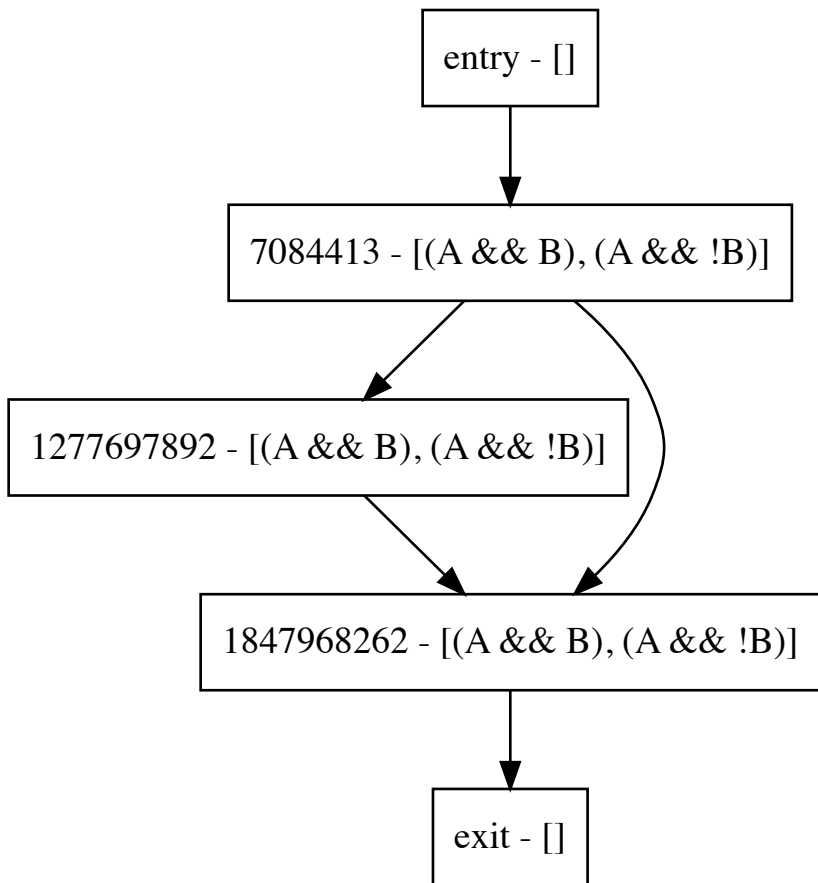 entry - []
7084413 - [(A && B), (A && !B)]
1277697892 - [(A && B), (A && !B)]
1847968262 - [(A && B), (A && !B)]
exit - []